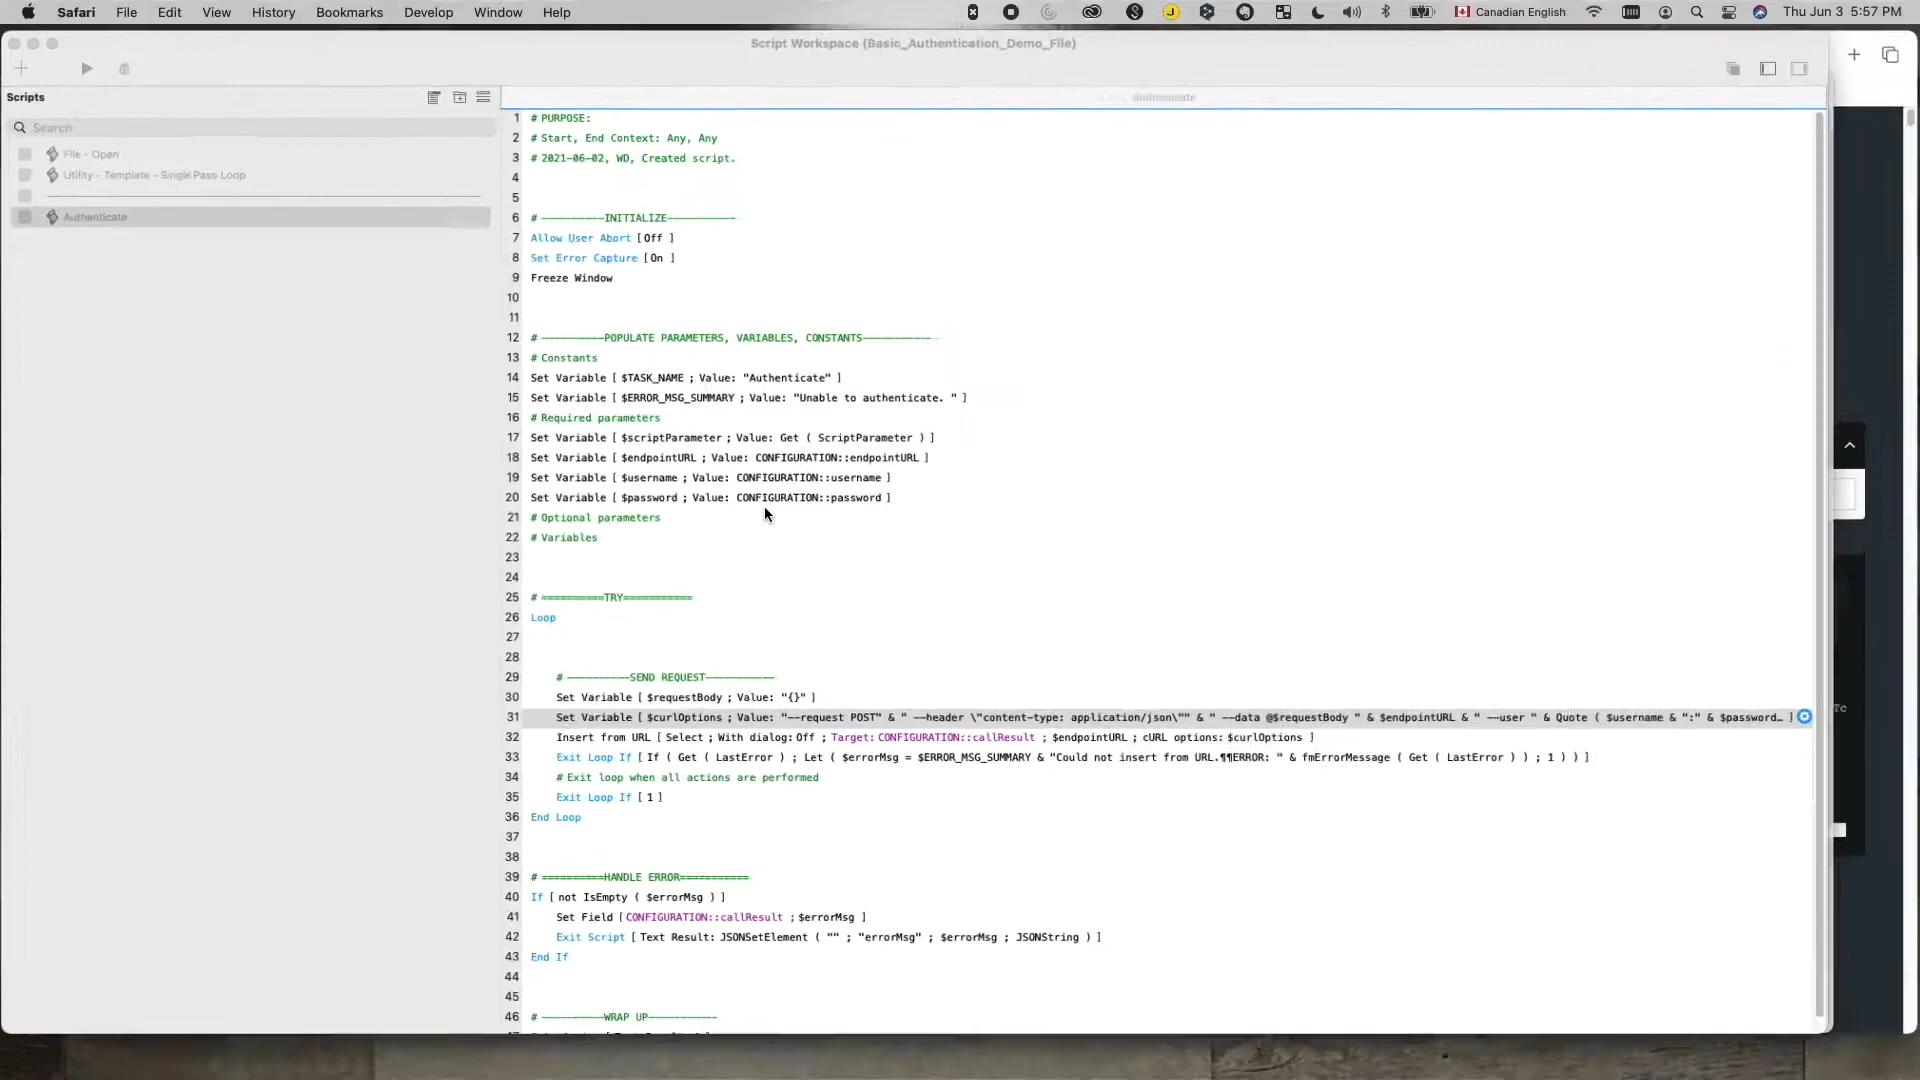 Safari File Edit View History Bookmarks Develop Window Help
Canadian English
Thu Jun 3 5:57 PM
Script Workspace (Basic_Authentication_Demo_File)
Scripts
Search
File - Open
Utility - Template - Single Pass Loop
Authenticate
1 # PURPOSE:
2 # Start, End Context: Any, Any
3 # 2021-06-02, WD, Created script.
4
5
6 # ----------INITIALIZE-----------
7 Allow User Abort [ Off ]
8 Set Error Capture [ On ]
9 Freeze Window
10
11
12 # ----------POPULATE PARAMETERS, VARIABLES, CONSTANTS-----------
13 # Constants
14 Set Variable [ $TASK_NAME ; Value: "Authenticate" ]
15 Set Variable [ $ERROR_MSG_SUMMARY ; Value: "Unable to authenticate. " ]
16 # Required parameters
17 Set Variable [ $scriptParameter ; Value: Get ( ScriptParameter ) ]
18 Set Variable [ $endpointURL ; Value: CONFIGURATION::endpointURL ]
19 Set Variable [ $username ; Value: CONFIGURATION::username ]
20 Set Variable [ $password ; Value: CONFIGURATION::password ]
21 # Optional parameters
22 # Variables
23
24
25 # ==========TRY===========
26 Loop
27
28
29 # ----------SEND REQUEST-----------
30 Set Variable [ $requestBody ; Value: "{}" ]
31 Set Variable [ $curlOptions ; Value: "--request POST" & " --header \"content-type: application/json\"" & " --data @$requestBody " & $endpointURL & " --user " & Quote ( $username & ":" & $password… ]
32 Insert from URL [ Select ; With dialog: Off ; Target: CONFIGURATION::callResult ; $endpointURL ; cURL options: $curlOptions ]
33 Exit Loop If [ If ( Get ( LastError ) ; Let ( $errorMsg = $ERROR_MSG_SUMMARY & "Could not insert from URL.¶¶ERROR: " & fmErrorMessage ( Get ( LastError ) ) ; 1 ) ) ]
34 # Exit loop when all actions are performed
35 Exit Loop If [ 1 ]
36 End Loop
37
38
39 # ==========HANDLE ERROR===========
40 If [ not IsEmpty ( $errorMsg ) ]
41 Set Field [ CONFIGURATION::callResult ; $errorMsg ]
42 Exit Script [ Text Result: JSONSetElement ( "" ; "errorMsg" ; $errorMsg ; JSONString ) ]
43 End If
44
45
46 # ----------WRAP UP-----------